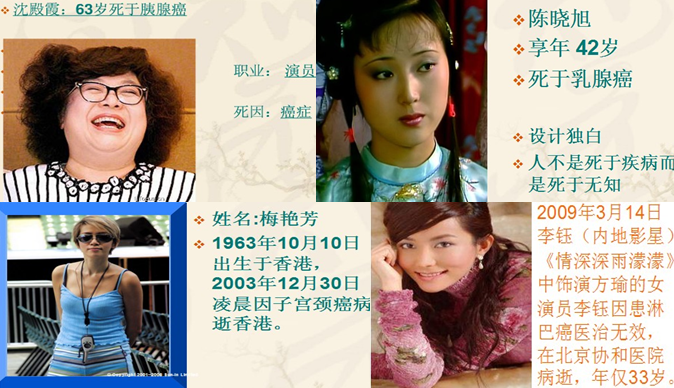 沈殿霞：63岁死于胰腺癌
职业： 演员
死因：癌症
陈晓旭
享年 42岁
死于乳腺癌
设计独白
人不是死于疾病而
是死于无知
姓名:梅艳芳
1963年10月10日
出生于香港，
2003年12月30日
凌晨因子宫颈癌病
逝香港。
2009年3月14日
李钰（内地影星）
《情深深雨濛濛》
中饰演方瑜的女
演员李钰因患淋
巴癌医治无效，
在北京协和医院
病逝，年仅33岁。